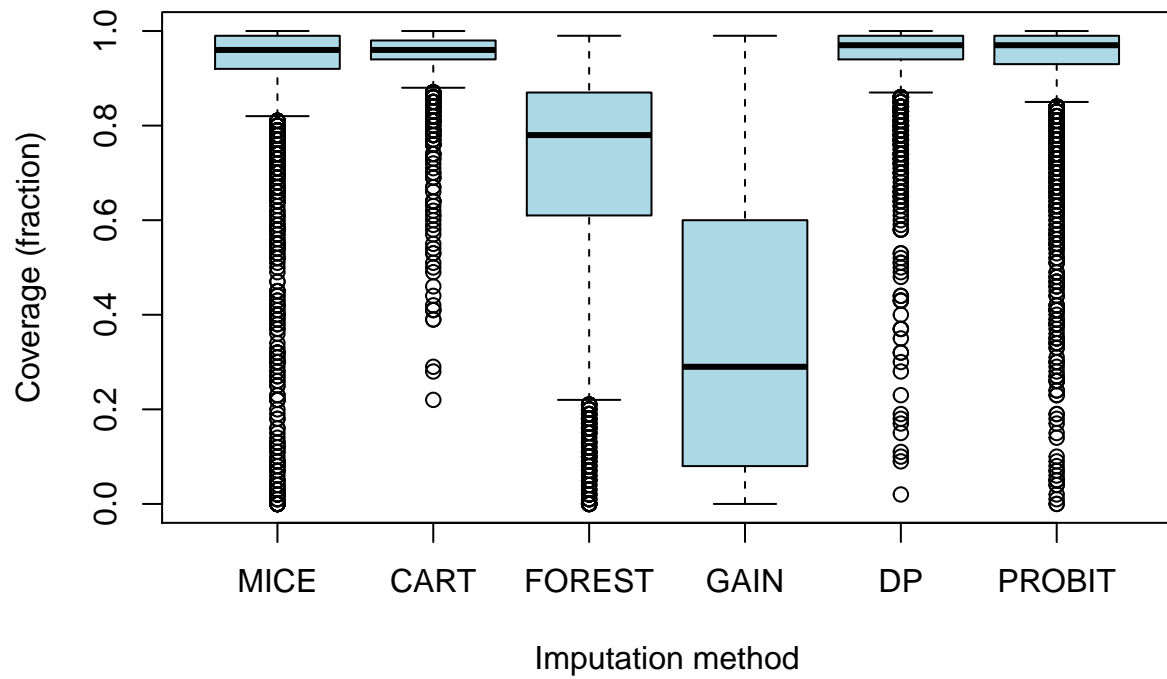 Coverage (fraction)
1.0
0.8
0.6
0.4
0.2
0.0
MICE CART FOREST GAIN DP PROBIT
Imputation method